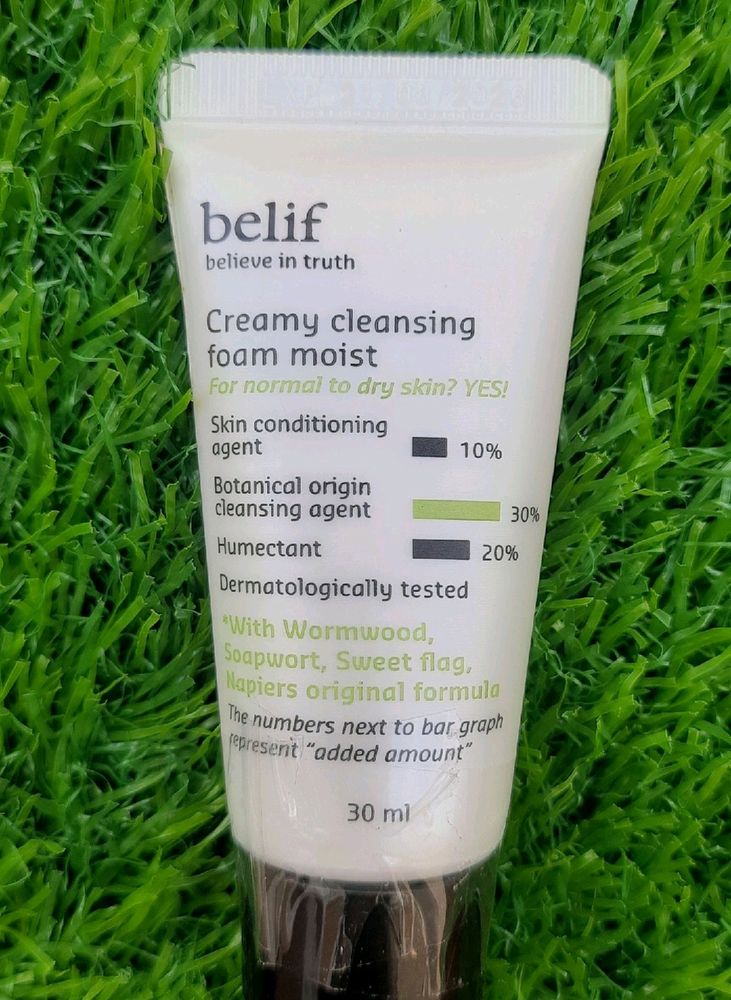 belif
believe in truth
Creamy cleansing
foam moist
For normal to dry skin? YES!
Skin conditioning
agent 10%
Botanical origin
cleansing agent 30%
Humectant 20%
Dermatologically tested
*With Wormwood,
Soapwort, Sweet flag,
Napiers original formula
The numbers next to bar graph
represent “added amount”
30 ml